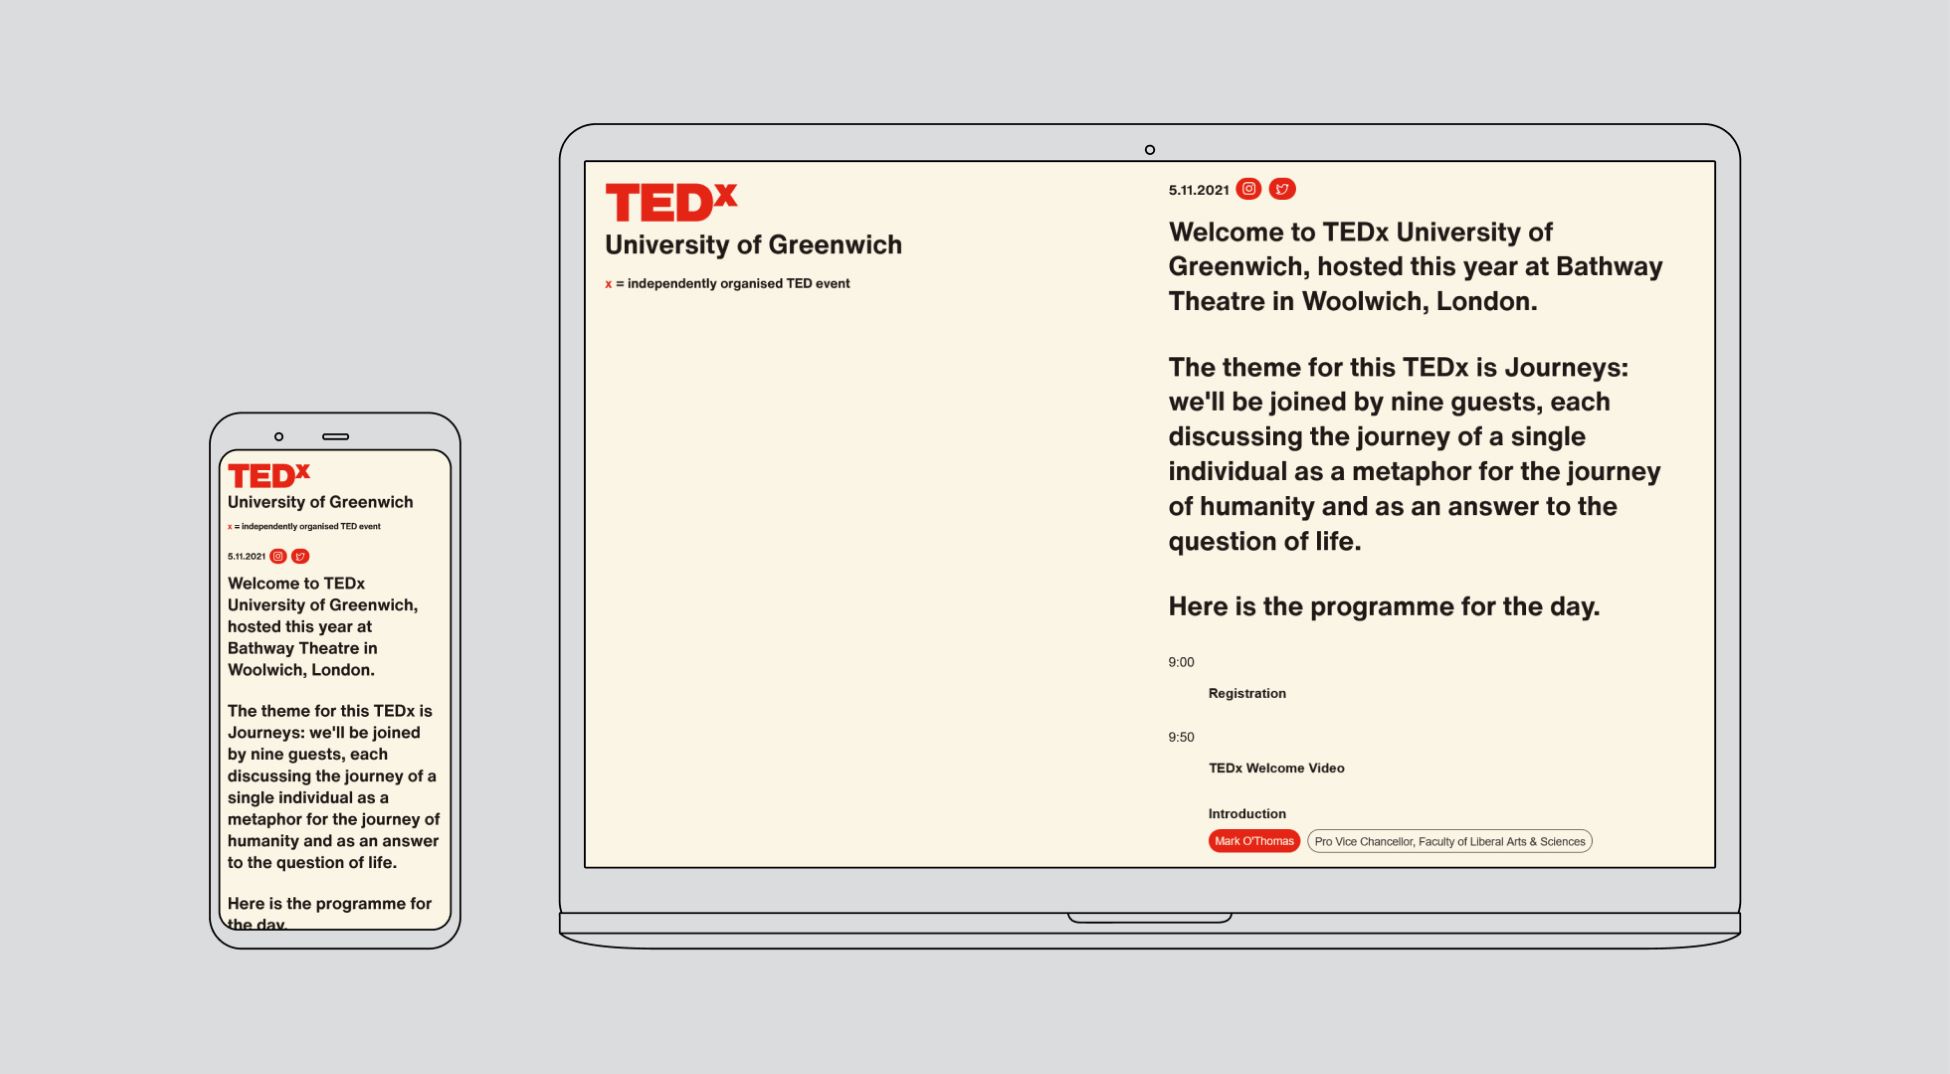 TEDx
University of Greenwich
x = independently organised TED event
5.11.2021
Welcome to TEDx
University of Greenwich,
hosted this year at
Bathway Theatre in
Woolwich, London.
The theme for this TEDx is
Journeys: we'll be joined
by nine guests, each
discussing the journey of a
single individual as a
metaphor for the journey of
humanity and as an answer
to the question of life.
Here is the programme for
the day.
TEDx
University of Greenwich
x = independently organised TED event
5.11.2021
Welcome to TEDx University of
Greenwich, hosted this year at Bathway
Theatre in Woolwich, London.
The theme for this TEDx is Journeys:
we'll be joined by nine guests, each
discussing the journey of a single
individual as a metaphor for the journey
of humanity and as an answer to the
question of life.
Here is the programme for the day.
9:00
Registration
9:50
TEDx Welcome Video
Introduction
Mark O'Thomas Pro Vice Chancellor, Faculty of Liberal Arts & Sciences